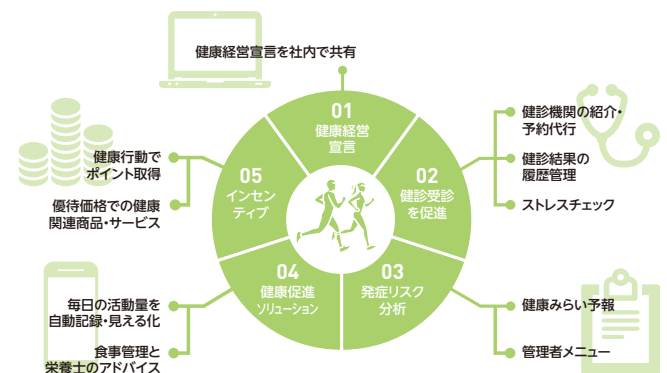 健康経営宣言を社内で共有
01
健康経営
宣言
02
健診受診
を促進
03
発症リスク
分析
04
健康促進
ソリューション
05
インセン
ティブ
健診機関の紹介・
予約代行
健診結果の
履歴管理
ストレスチェック
健康みらい予報
管理者メニュー
毎日の活動量を
自動記録・見える化
食事管理と
栄養士のアドバイス
健康行動で
ポイント取得
優待価格での健康
関連商品・サービス